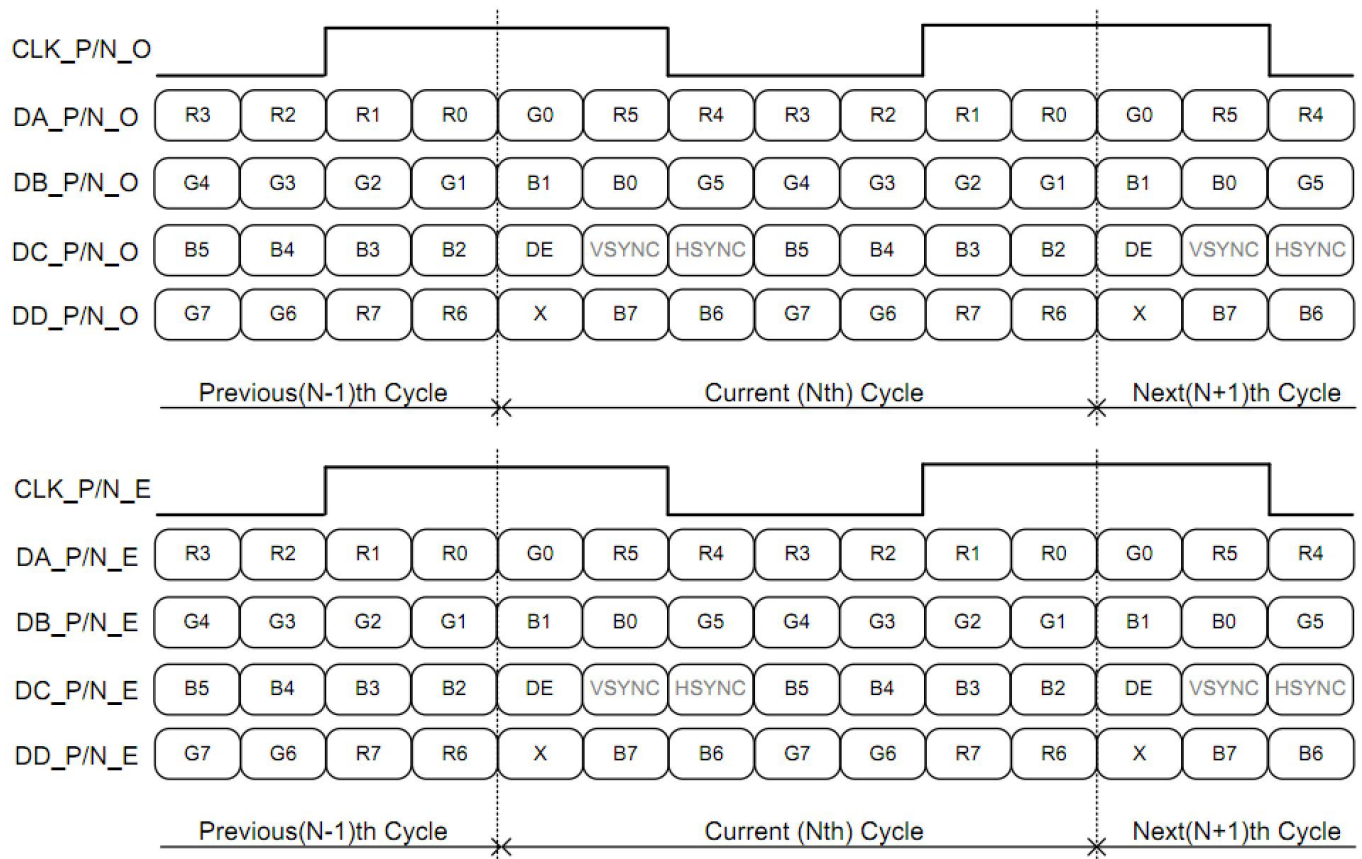 CLK_P/N_O
DA_P/N_O R3 R2 R1 R0 G0 R5 R4 R3 R2 R1 R0 G0 R5 R4
DB_P/N_O G4 G3 G2 G1 B1 B0 G5 G4 G3 G2 G1 B1 B0 G5
DC_P/N_O B5 B4 B3 B2 DE VSYNC HSYNC B5 B4 B3 B2 DE VSYNC HSYNC
DD_P/N_O G7 G6 R7 R6 X B7 B6 G7 G6 R7 R6 X B7 B6
Previous(N-1)th Cycle Current (Nth) Cycle Next(N+1)th Cycle
CLK_P/N_E
DA_P/N_E R3 R2 R1 R0 G0 R5 R4 R3 R2 R1 R0 G0 R5 R4
DB_P/N_E G4 G3 G2 G1 B1 B0 G5 G4 G3 G2 G1 B1 B0 G5
DC_P/N_E B5 B4 B3 B2 DE VSYNC HSYNC B5 B4 B3 B2 DE VSYNC HSYNC
DD_P/N_E G7 G6 R7 R6 X B7 B6 G7 G6 R7 R6 X B7 B6
Previous(N-1)th Cycle Current (Nth) Cycle Next(N+1)th Cycle